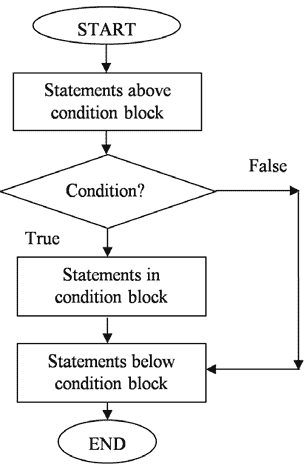 START
Statements above
condition block
Condition?
False
True
Statements in
condition block
Statements below
condition block
END